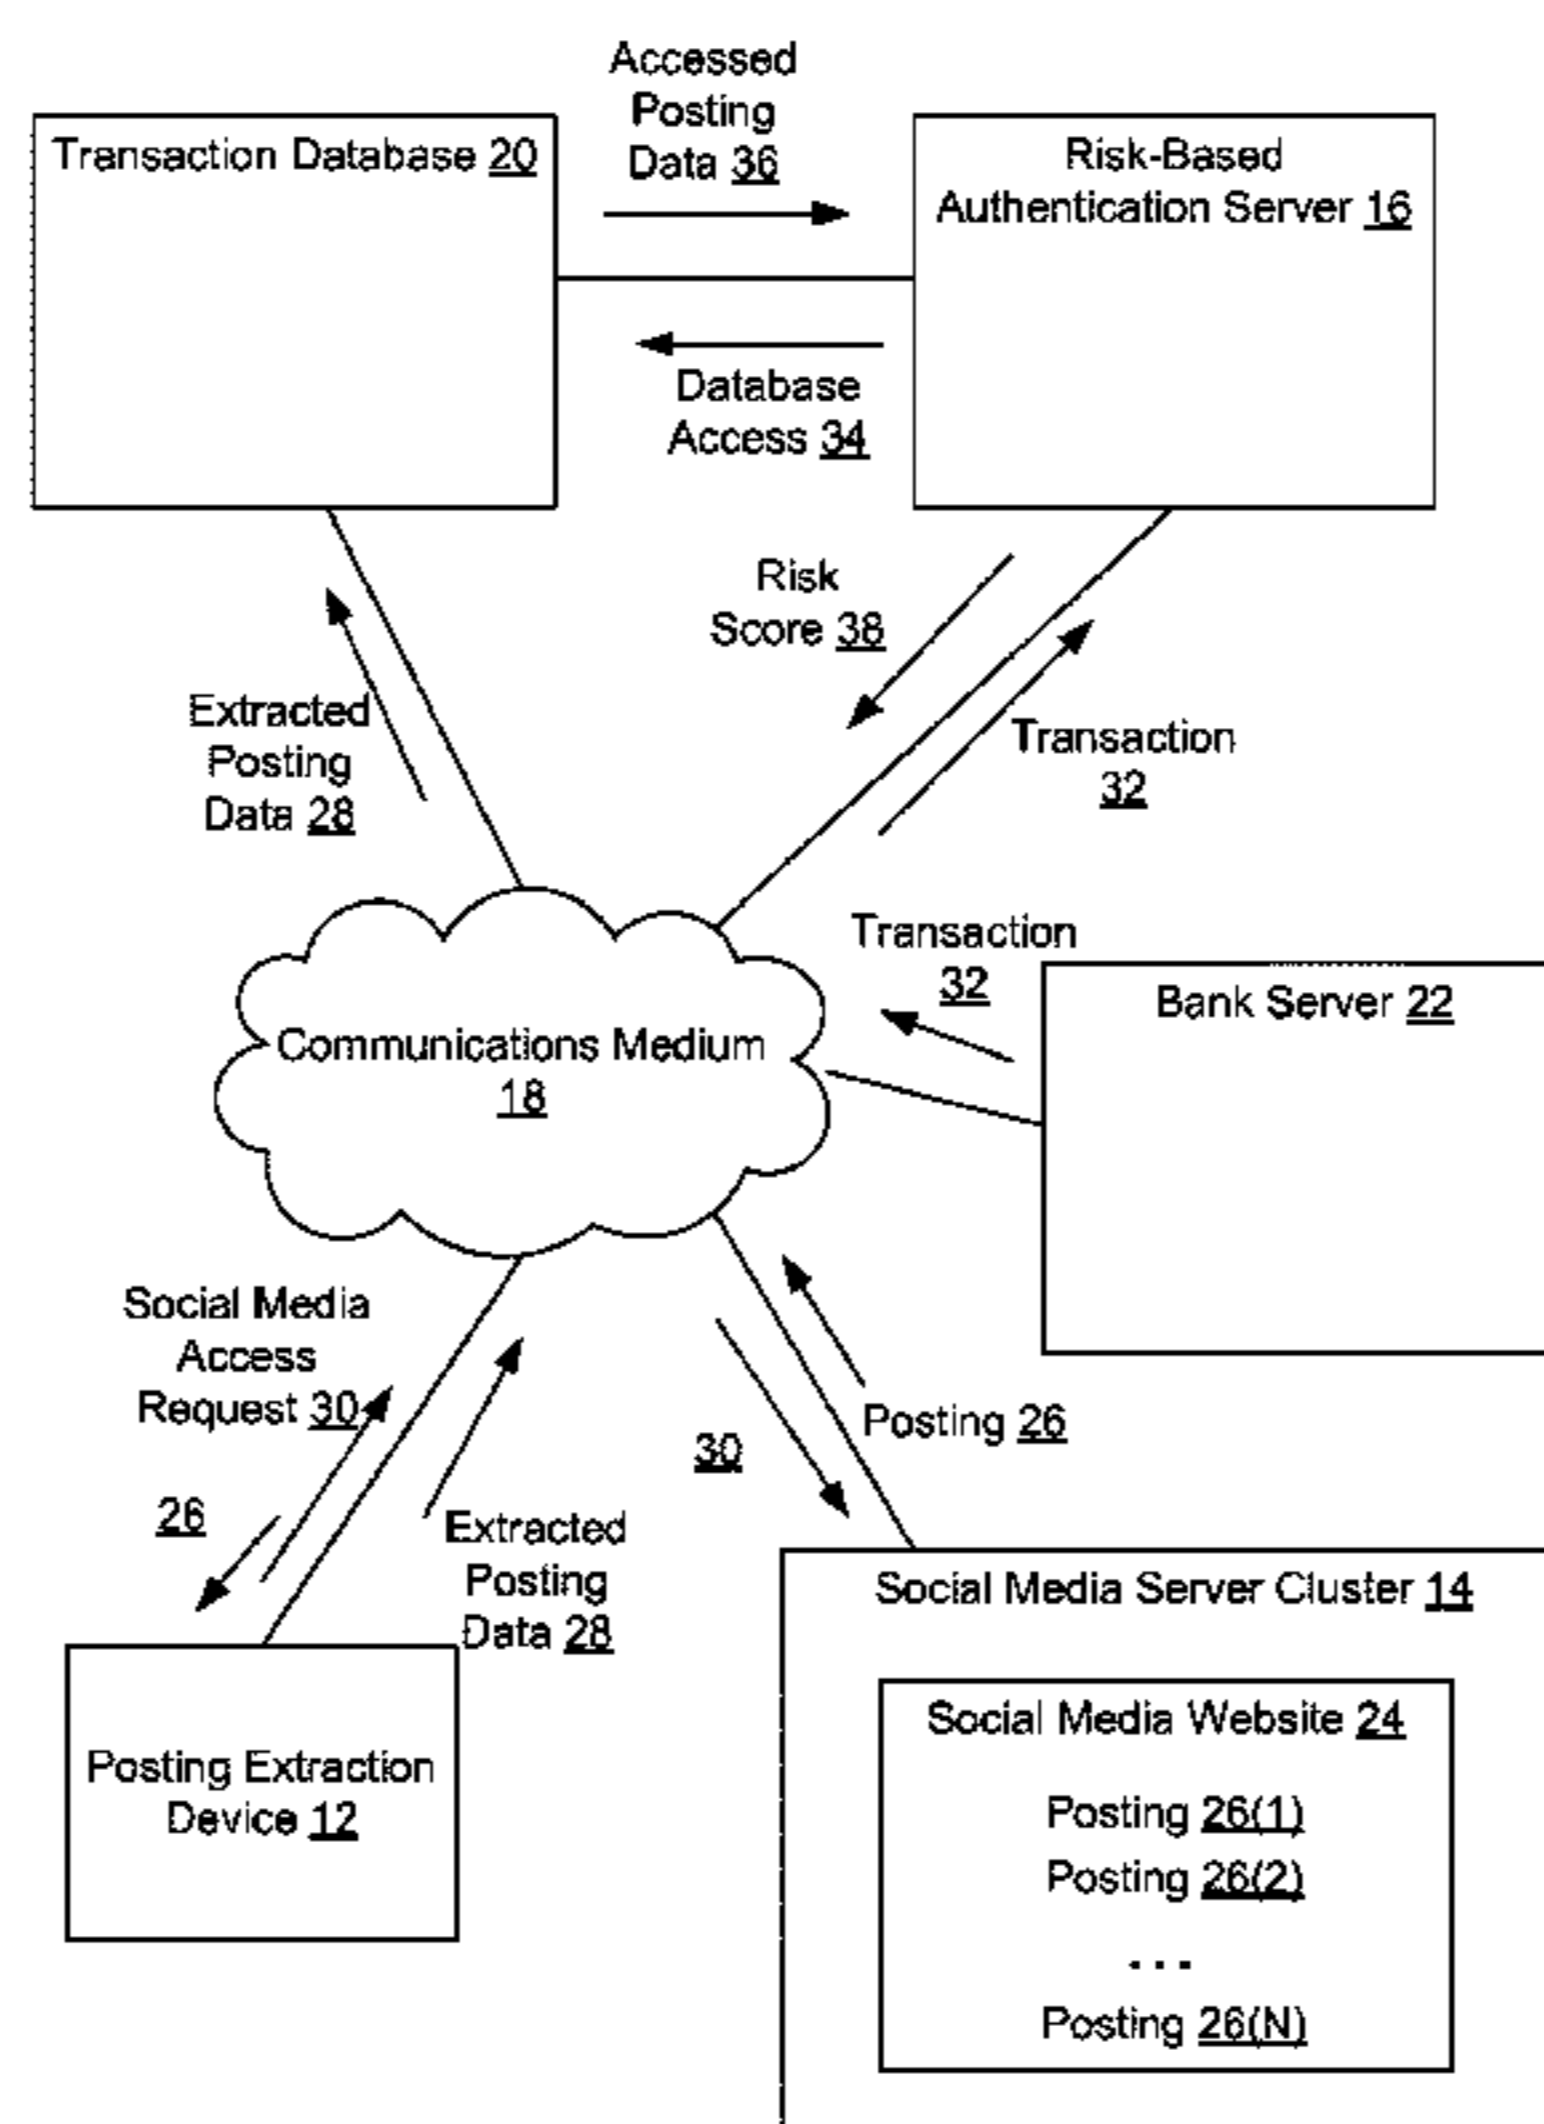 Accessed
Posting
Data 36
Transaction Database 20
Risk-Based
Authentication Server 16
Database
Access 34
Risk
Score 38
Extracted
Posting
Data 28
Transaction
32
Transaction
32
Bank Server 22
Communications Medium
18
Social Media
Access
Request 30
Posting 26
30
26
Extracted
Posting
Data 28
Social Media Server Cluster 14
Social Media Website 24
Posting Extraction
Device 12
Posting 26(1)
Posting 26(2)
...
Posting 26(N)